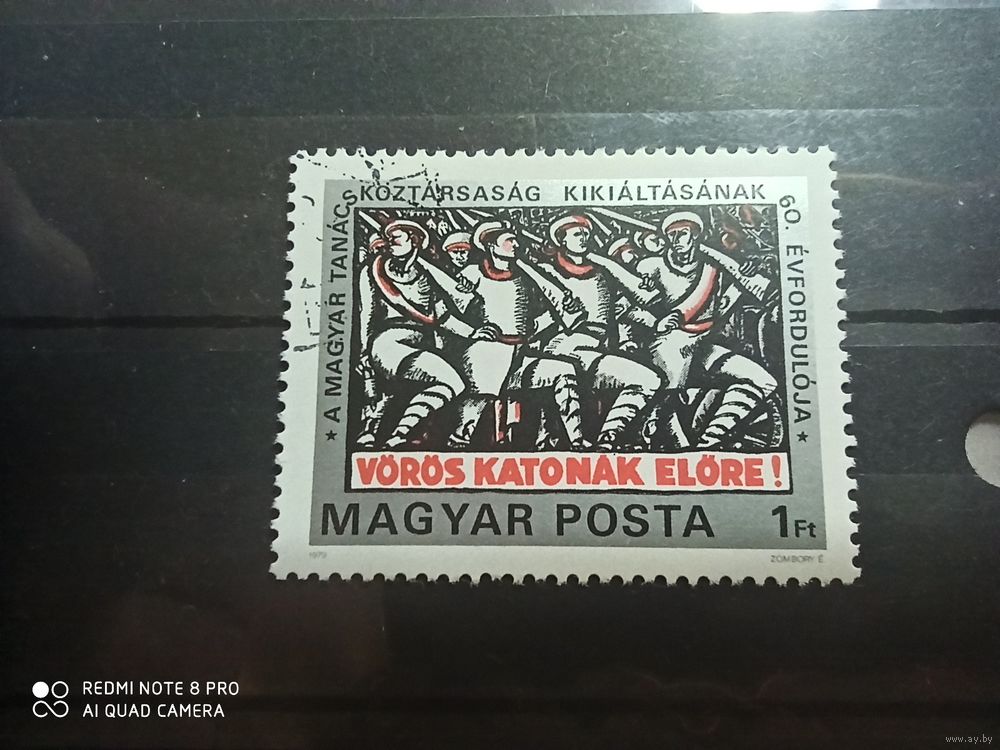 ★ A MAGYAR TANÁCSKÖZTÁRSASÁG KIKIÁLTÁSÁNAK 60. ÉVFORDULÓJA ★
VÖRÖS KATONÁK ELŐRE!
MAGYAR POSTA 1Ft
1979 ZOMBORY É.
REDMI NOTE 8 PRO
AI QUAD CAMERA
www.ay.by